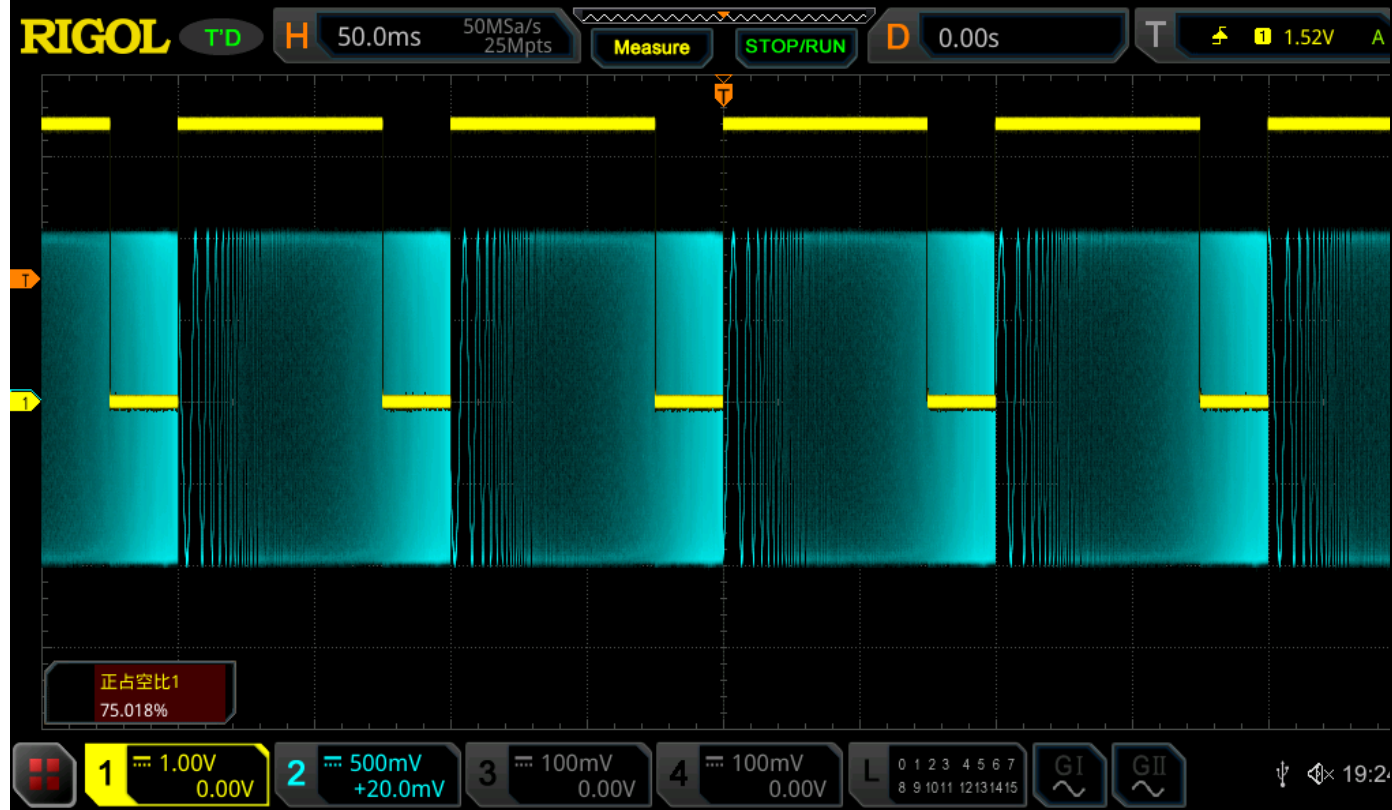 RIGOL T'D H 50.0ms 50MSa/s 25Mpts Measure STOP/RUN D 0.00s T 1 1.52V A
T
T
1
正占空比1
75.018%
1 1.00V 0.00V 2 500mV +20.0mV 3 100mV 0.00V 4 100mV 0.00V L 0 1 2 3 4 5 6 7 8 9 10 11 12 13 14 15 GI GII 19:24